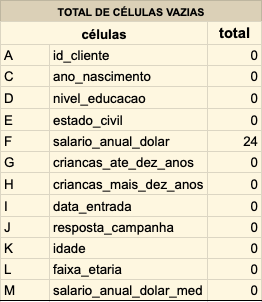 TOTAL DE CÉLULAS VAZIAS
células total
A id_cliente 0
C ano_nascimento 0
D nivel_educacao 0
E estado_civil 0
F salario_anual_dolar 24
G criancas_ate_dez_anos 0
H criancas_mais_dez_anos 0
I data_entrada 0
J resposta_campanha 0
K idade 0
L faixa_etaria 0
M salario_anual_dolar_med 0